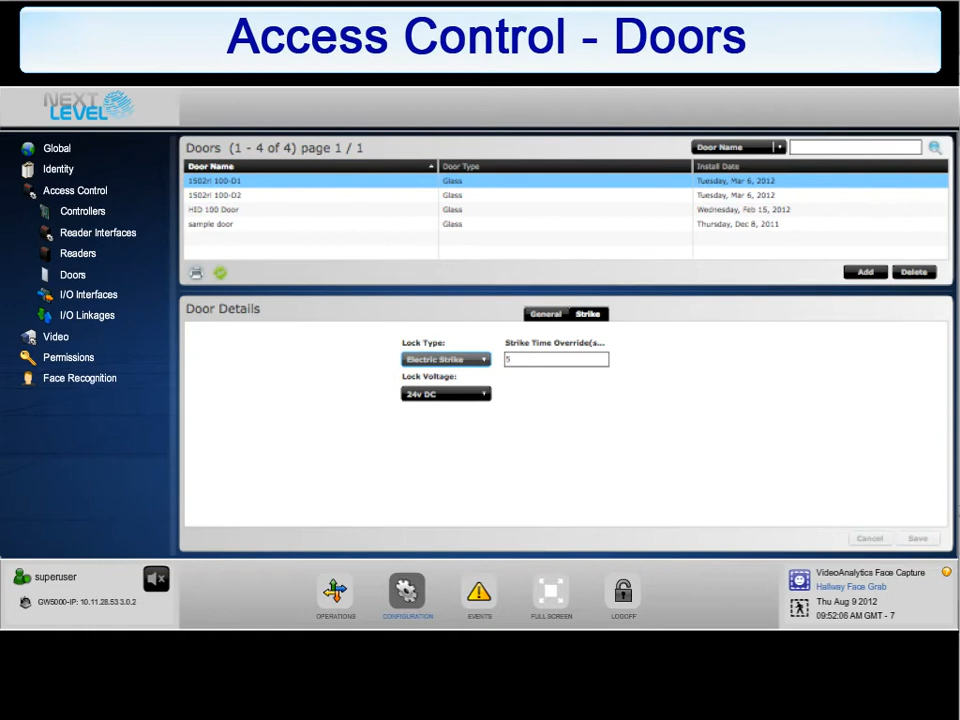 Access Control - Doors
NEXT
LEVEL
Global
Identity
Access Control
Controllers
Reader Interfaces
Readers
Doors
I/O Interfaces
I/O Linkages
Video
Permissions
Face Recognition
Doors (1 - 4 of 4) page 1 / 1
Door Name
Door Name Door Type Install Date
1502rl 100-D1 Glass Tuesday, Mar 6, 2012
1502rl 100-D2 Glass Tuesday, Mar 6, 2012
HID 100 Door Glass Wednesday, Feb 15, 2012
sample door Glass Thursday, Dec 8, 2011
Add Delete
Door Details
General Strike
Lock Type: Strike Time Override(s...
Electric Strike 5
Lock Voltage:
24v DC
Cancel Save
superuser
GW5000-IP: 10.11.28.53 3.0.2
OPERATIONS CONFIGURATION EVENTS FULL SCREEN LOGOFF
VideoAnalytics Face Capture
Hallway Face Grab
Thu Aug 9 2012
09:52:06 AM GMT - 7